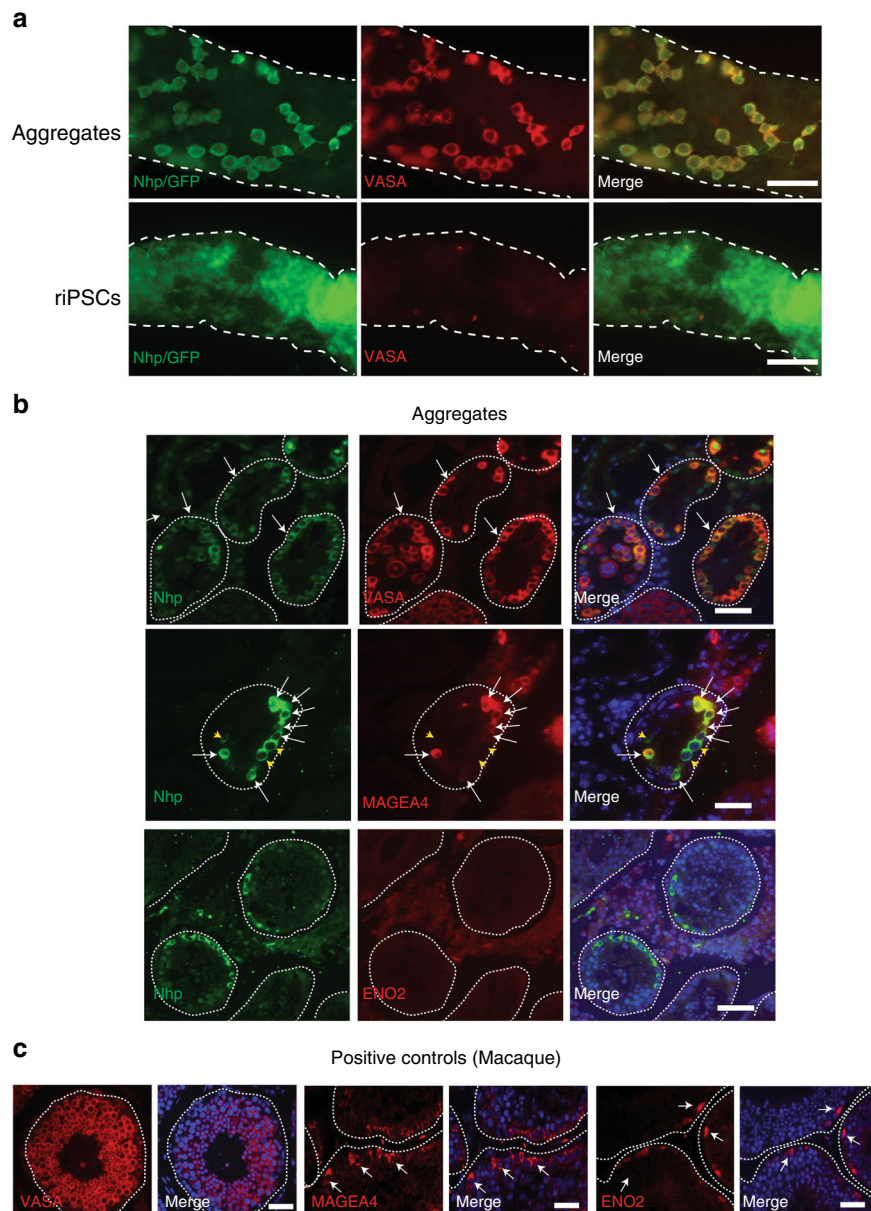 a
Aggregates
Nhp/GFP VASA Merge
riPSCs
Nhp/GFP VASA Merge
b
Aggregates
Nhp VASA Merge
Nhp MAGEA4 Merge
Nhp ENO2 Merge
c
Positive controls (Macaque)
VASA Merge MAGEA4 Merge ENO2 Merge